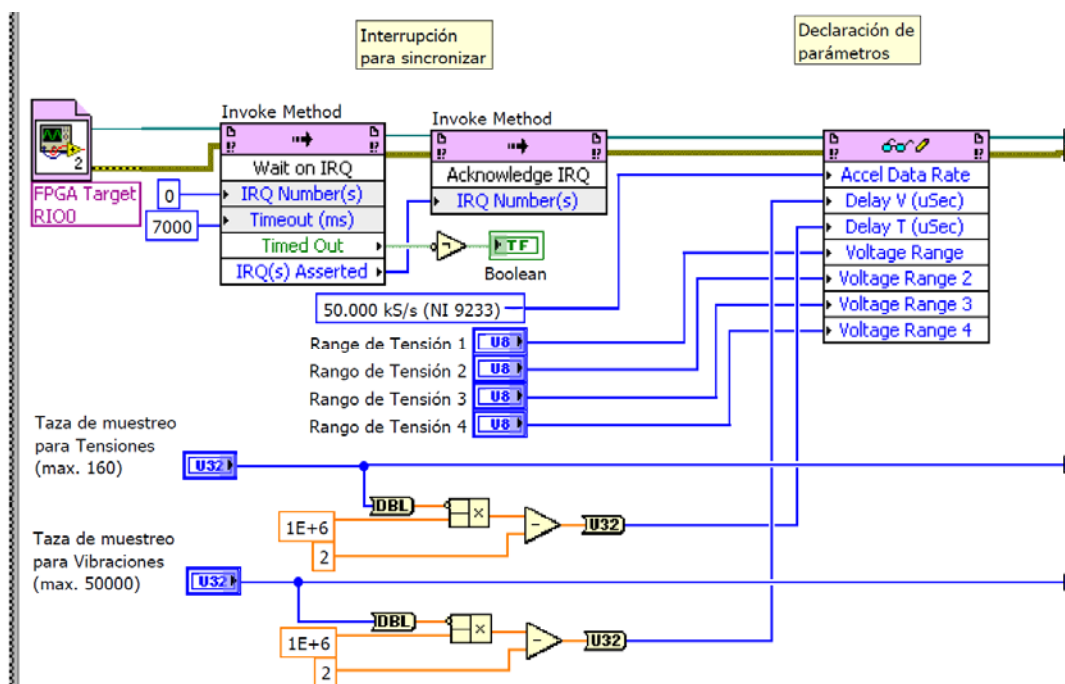 Interrupción
para sincronizar
Declaración de
parámetros
Invoke Method
Invoke Method
2
FPGA Target
RIO0
Wait on IRQ
IRQ Number(s)
Timeout (ms)
Timed Out
IRQ(s) Asserted
0
7000
Acknowledge IRQ
IRQ Number(s)
TF
Boolean
Accel Data Rate
Delay V (uSec)
Delay T (uSec)
Voltage Range
Voltage Range 2
Voltage Range 3
Voltage Range 4
50.000 kS/s (NI 9233)
Range de Tensión 1
U8
Rango de Tensión 2
U8
Rango de Tensión 3
U8
Rango de Tensión 4
U8
Taza de muestreo
para Tensiones
(max. 160)
U32
DBL
×
1E+6
2
−
U32
Taza de muestreo
para Vibraciones
(max. 50000)
U32
DBL
×
1E+6
2
−
U32